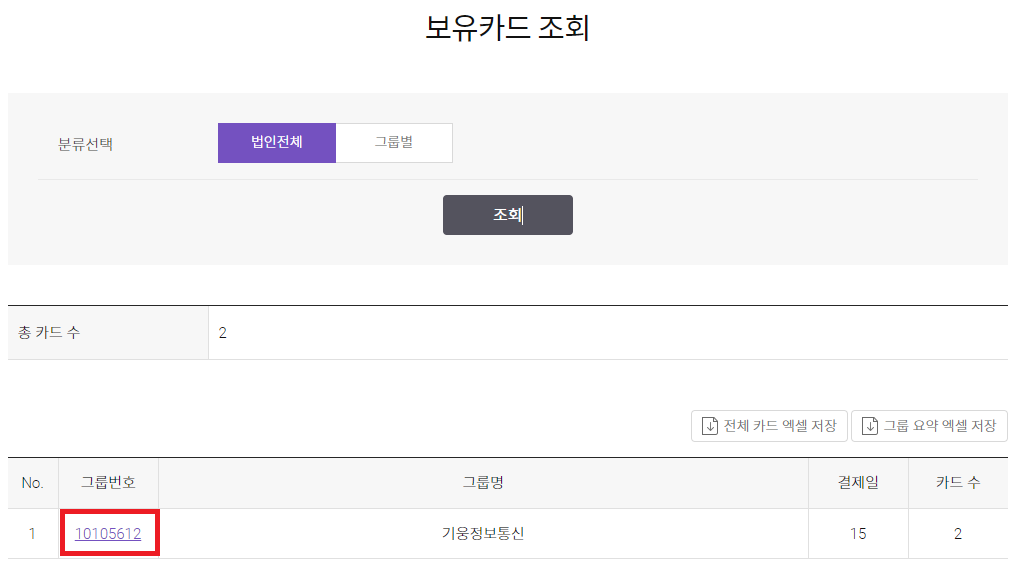 보유카드 조회
분류선택 법인전체 그룹별
조회
총 카드 수 2
전체 카드 엑셀 저장 그룹 요약 엑셀 저장
No. 그룹번호 그룹명 결제일 카드 수
1 10105612 기웅정보통신 15 2